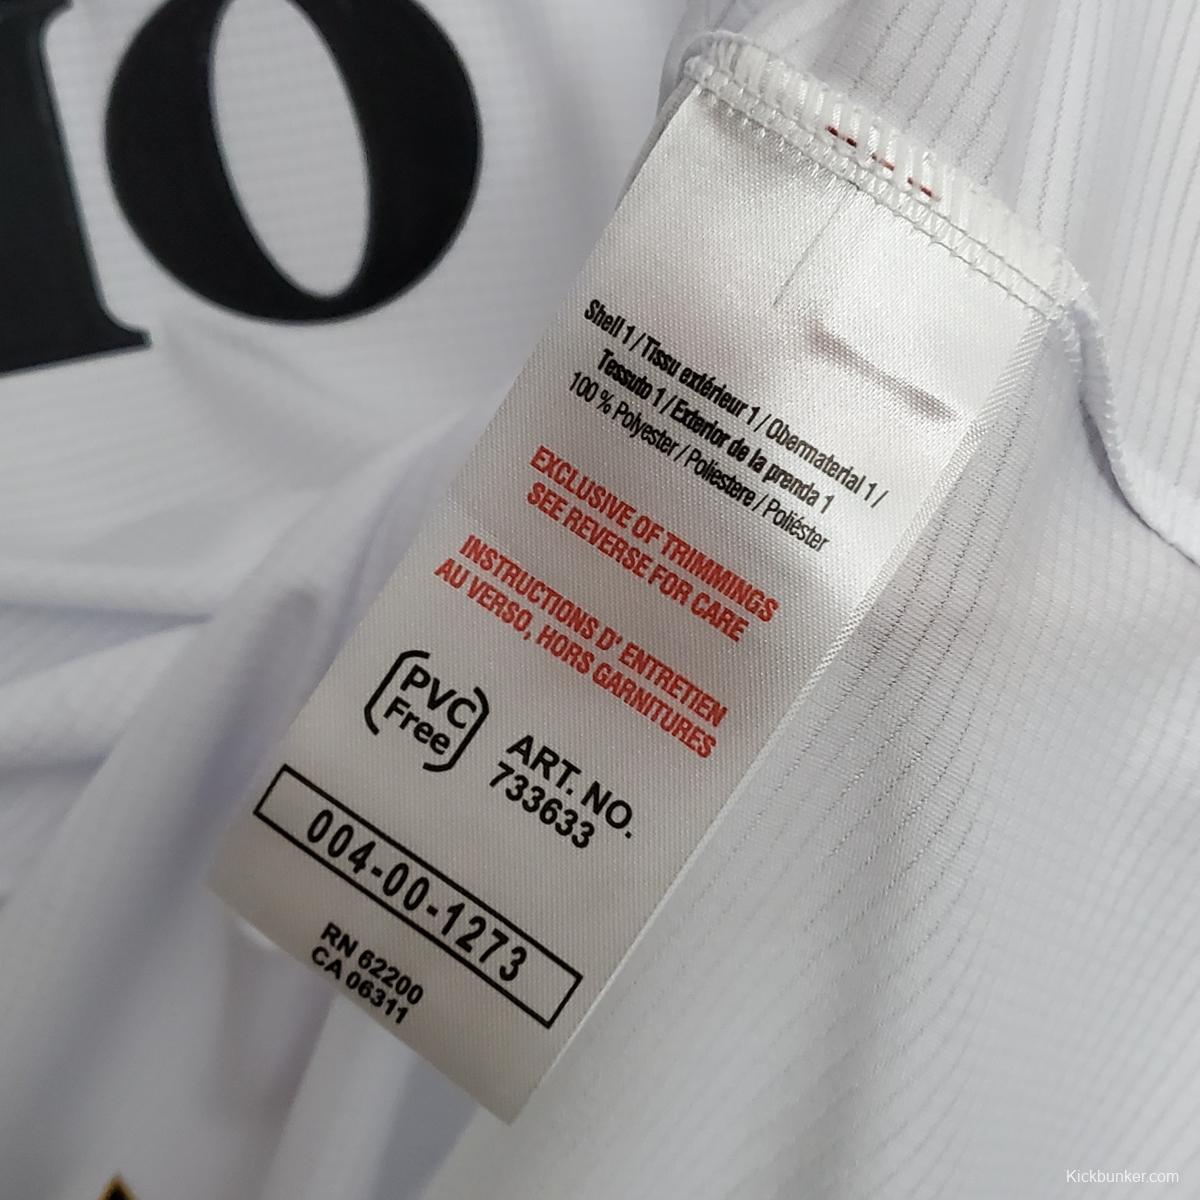 IO
Shell 1 / Tissu extérieur 1 / Obermaterial 1 /
Tessuto 1 / Exterior de la prenda 1
100 % Polyester / Poliestere / Poliéster
EXCLUSIVE OF TRIMMINGS
SEE REVERSE FOR CARE
INSTRUCTIONS D' ENTRETIEN
AU VERSO, HORS GARNITURES
PVC
Free
ART. NO.
733633
004-00-1273
RN 62200
CA 06311
Kickbunker.com